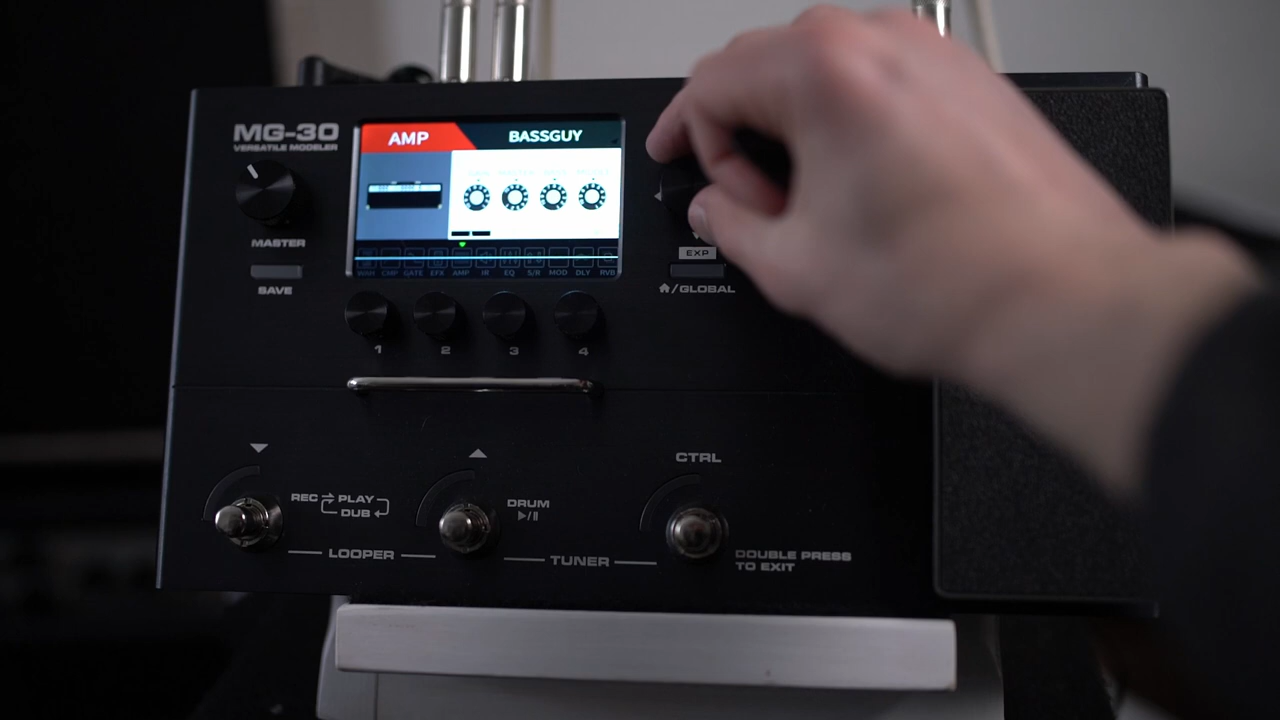 MG-30
VERSATILE MODELER
AMP
BASSGUY
MASTER
SAVE
WAH CMP GATE EFX AMP IR EQ S/R MOD DLY RVB
EXP
/GLOBAL
1
2
3
4
CTRL
REC PLAY
DUB
DRUM
LOOPER
TUNER
DOUBLE PRESS
TO EXIT